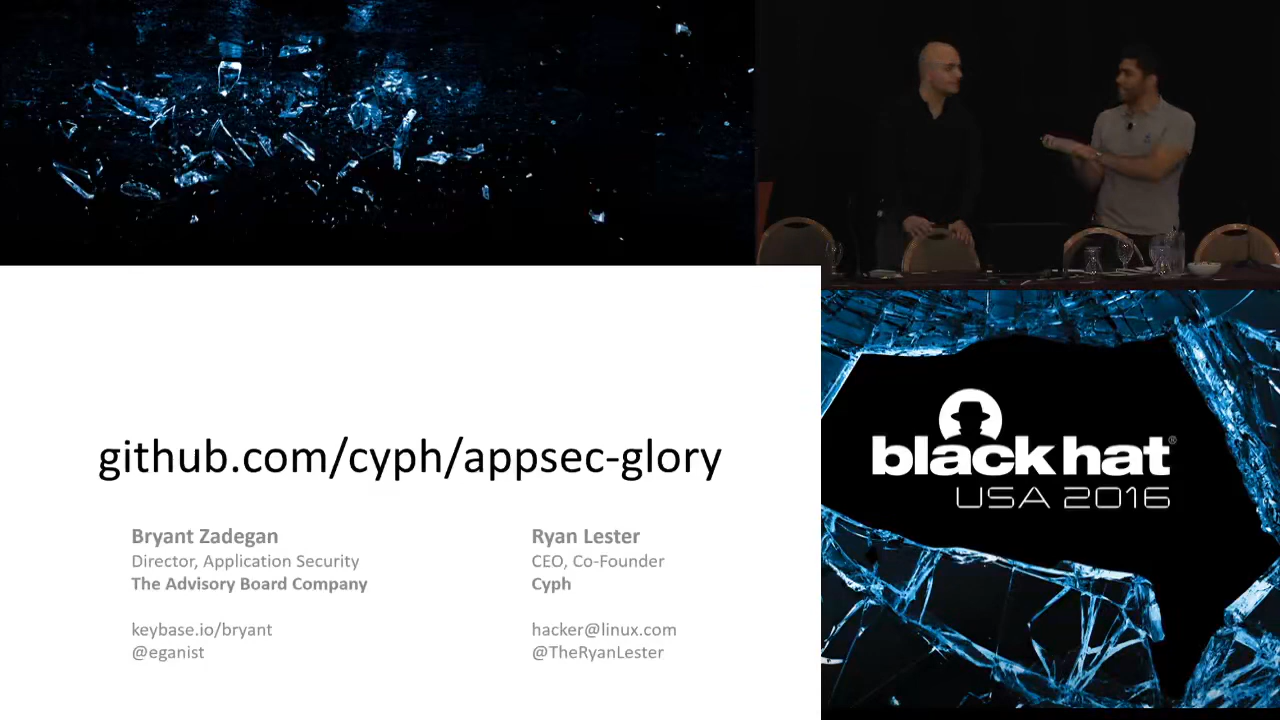 github.com/cyph/appsec-glory
Bryant Zadegan
Director, Application Security
The Advisory Board Company
keybase.io/bryant
@eganist
Ryan Lester
CEO, Co-Founder
Cyph
hacker@linux.com
@TheRyanLester
black hat®
USA 2016